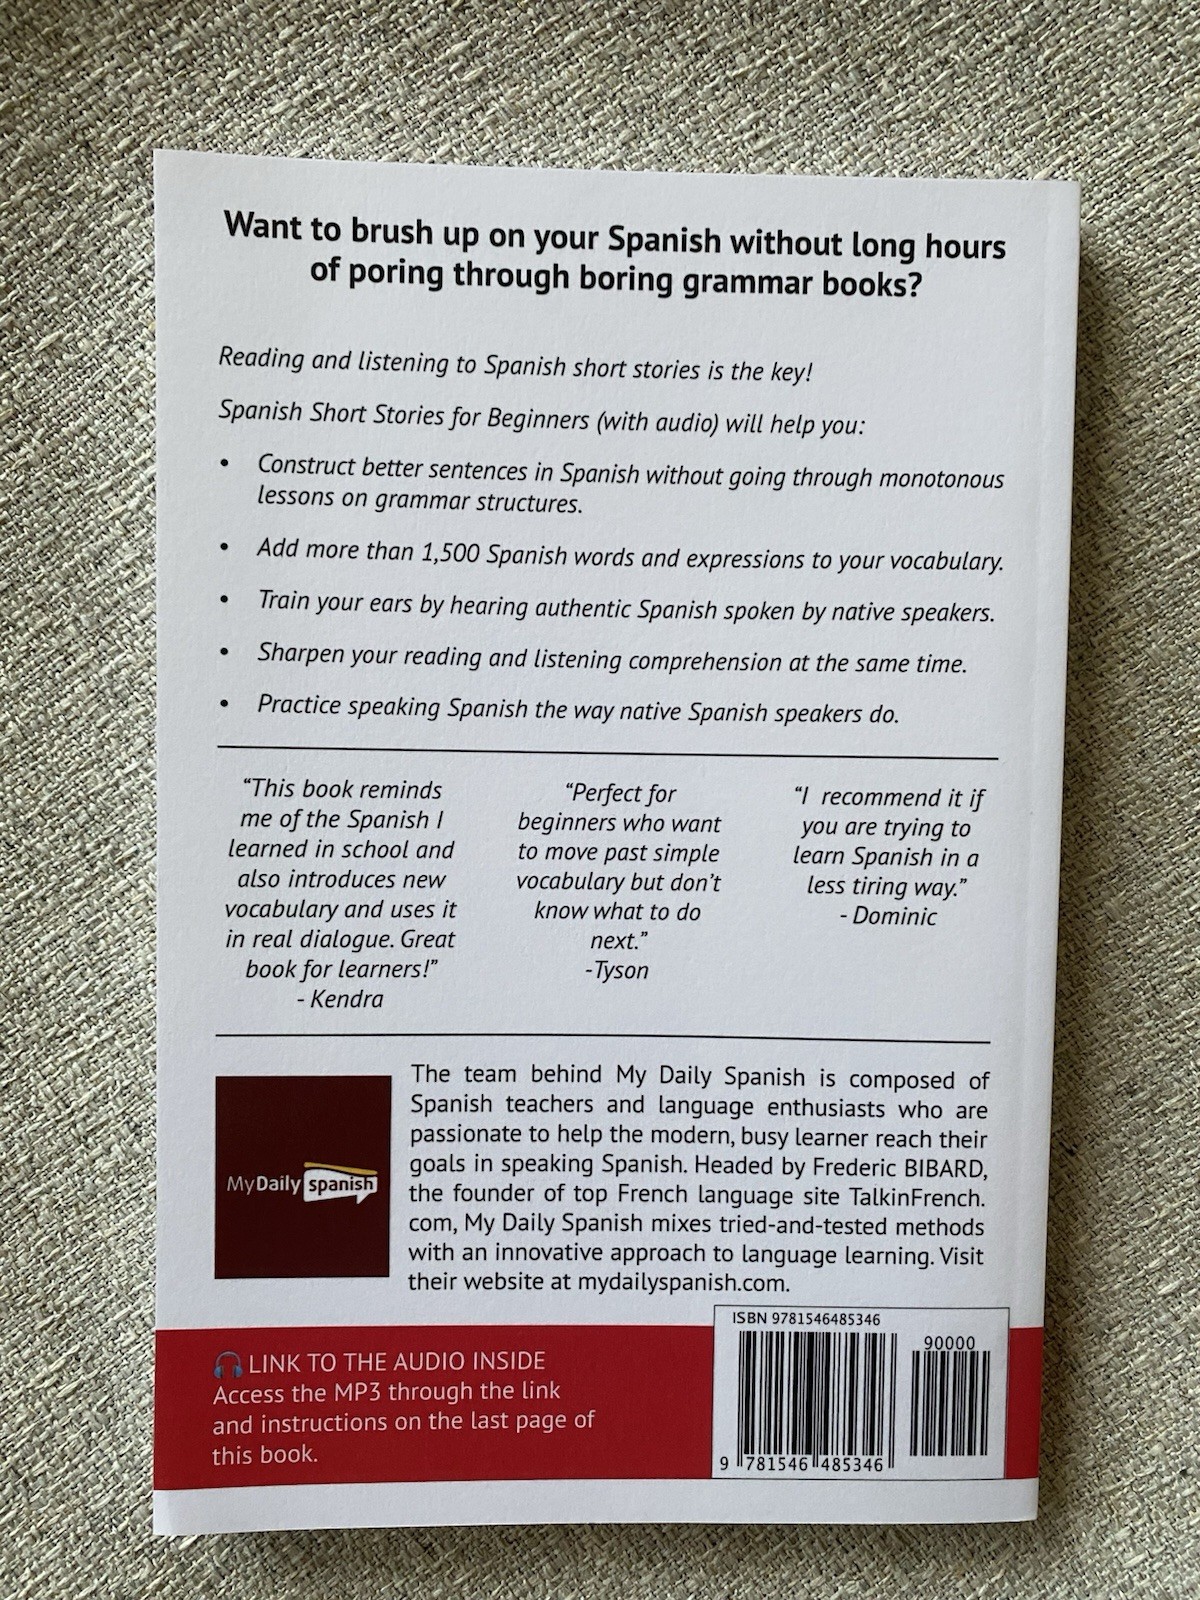 Want to brush up on your Spanish without long hours
of poring through boring grammar books?
Reading and listening to Spanish short stories is the key!
Spanish Short Stories for Beginners (with audio) will help you:
• Construct better sentences in Spanish without going through monotonous
lessons on grammar structures.
• Add more than 1,500 Spanish words and expressions to your vocabulary.
• Train your ears by hearing authentic Spanish spoken by native speakers.
• Sharpen your reading and listening comprehension at the same time.
• Practice speaking Spanish the way native Spanish speakers do.
“This book reminds
me of the Spanish I
learned in school and
also introduces new
vocabulary and uses it
in real dialogue. Great
book for learners!”
- Kendra
“Perfect for
beginners who want
to move past simple
vocabulary but don’t
know what to do
next.”
-Tyson
“I recommend it if
you are trying to
learn Spanish in a
less tiring way.”
- Dominic
My Daily spanish
The team behind My Daily Spanish is composed of
Spanish teachers and language enthusiasts who are
passionate to help the modern, busy learner reach their
goals in speaking Spanish. Headed by Frederic BIBARD,
the founder of top French language site TalkinFrench.
com, My Daily Spanish mixes tried-and-tested methods
with an innovative approach to language learning. Visit
their website at mydailyspanish.com.
LINK TO THE AUDIO INSIDE
Access the MP3 through the link
and instructions on the last page of
this book.
ISBN 9781546485346
90000
9 781546 485346